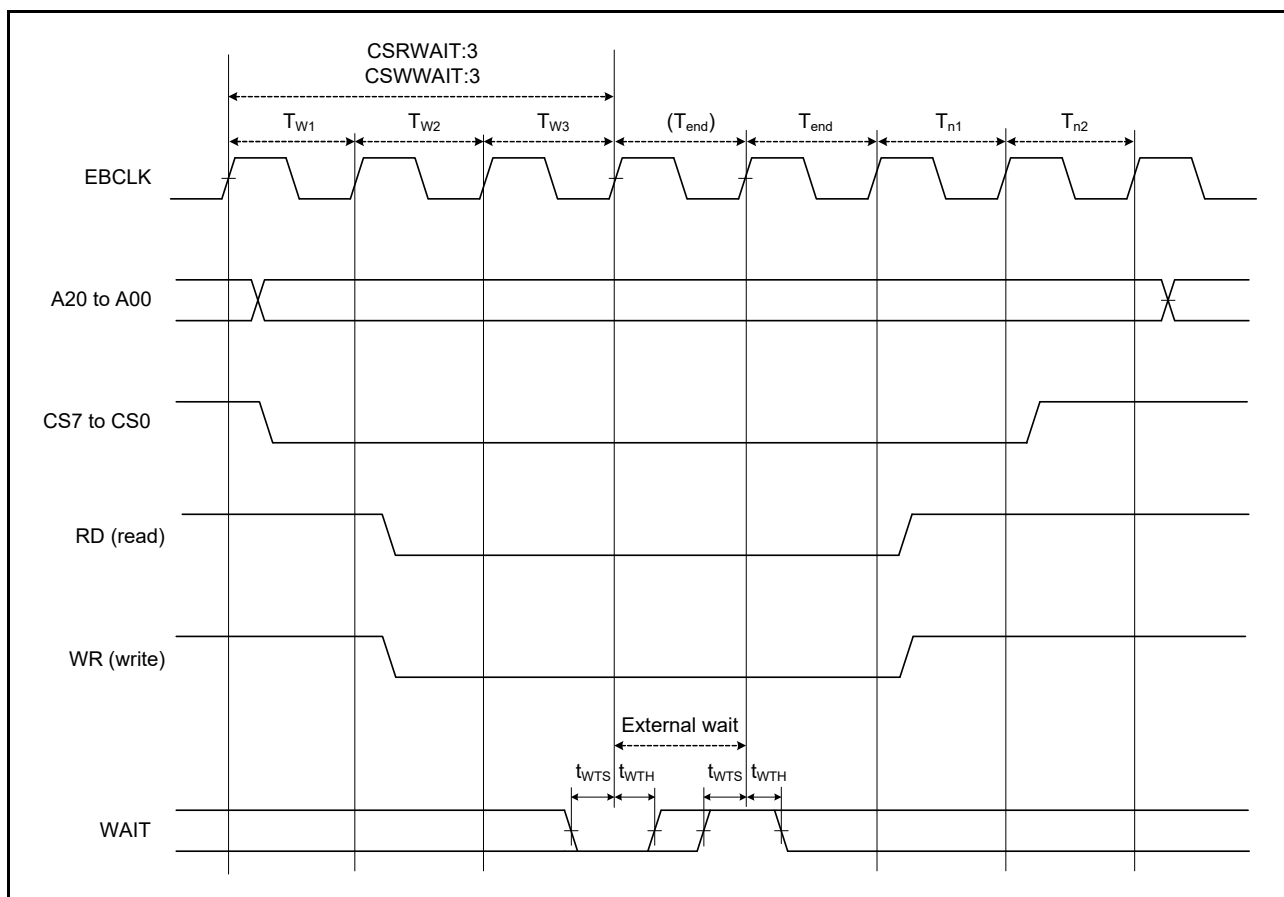 CSRWAIT:3
CSWWAIT:3
TW1 TW2 TW3 (Tend) Tend Tn1 Tn2
EBCLK
A20 to A00
CS7 to CS0
RD (read)
WR (write)
External wait
tWTS tWTH tWTS tWTH
WAIT